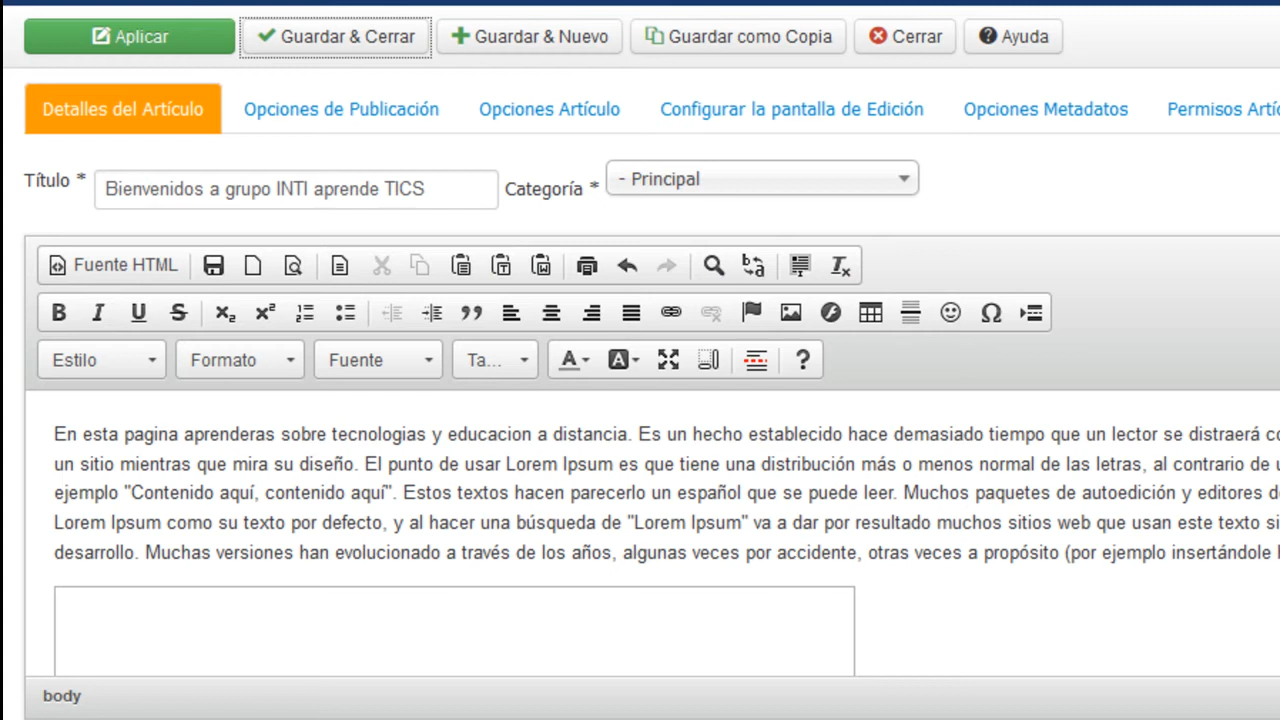 Aplicar Guardar & Cerrar Guardar & Nuevo Guardar como Copia Cerrar Ayuda
Detalles del Artículo Opciones de Publicación Opciones Artículo Configurar la pantalla de Edición Opciones Metadatos Permisos Artí
Título * Bienvenidos a grupo INTI aprende TICS Categoría * - Principal
Fuente HTML
Estilo Formato Fuente Ta...
En esta pagina aprenderas sobre tecnologias y educacion a distancia. Es un hecho establecido hace demasiado tiempo que un lector se distraerá
un sitio mientras que mira su diseño. El punto de usar Lorem Ipsum es que tiene una distribución más o menos normal de las letras, al contrario de
ejemplo "Contenido aquí, contenido aquí". Estos textos hacen parecerlo un español que se puede leer. Muchos paquetes de autoedición y editores
Lorem Ipsum como su texto por defecto, y al hacer una búsqueda de "Lorem Ipsum" va a dar por resultado muchos sitios web que usan este texto
desarrollo. Muchas versiones han evolucionado a través de los años, algunas veces por accidente, otras veces a propósito (por ejemplo insertándole
body